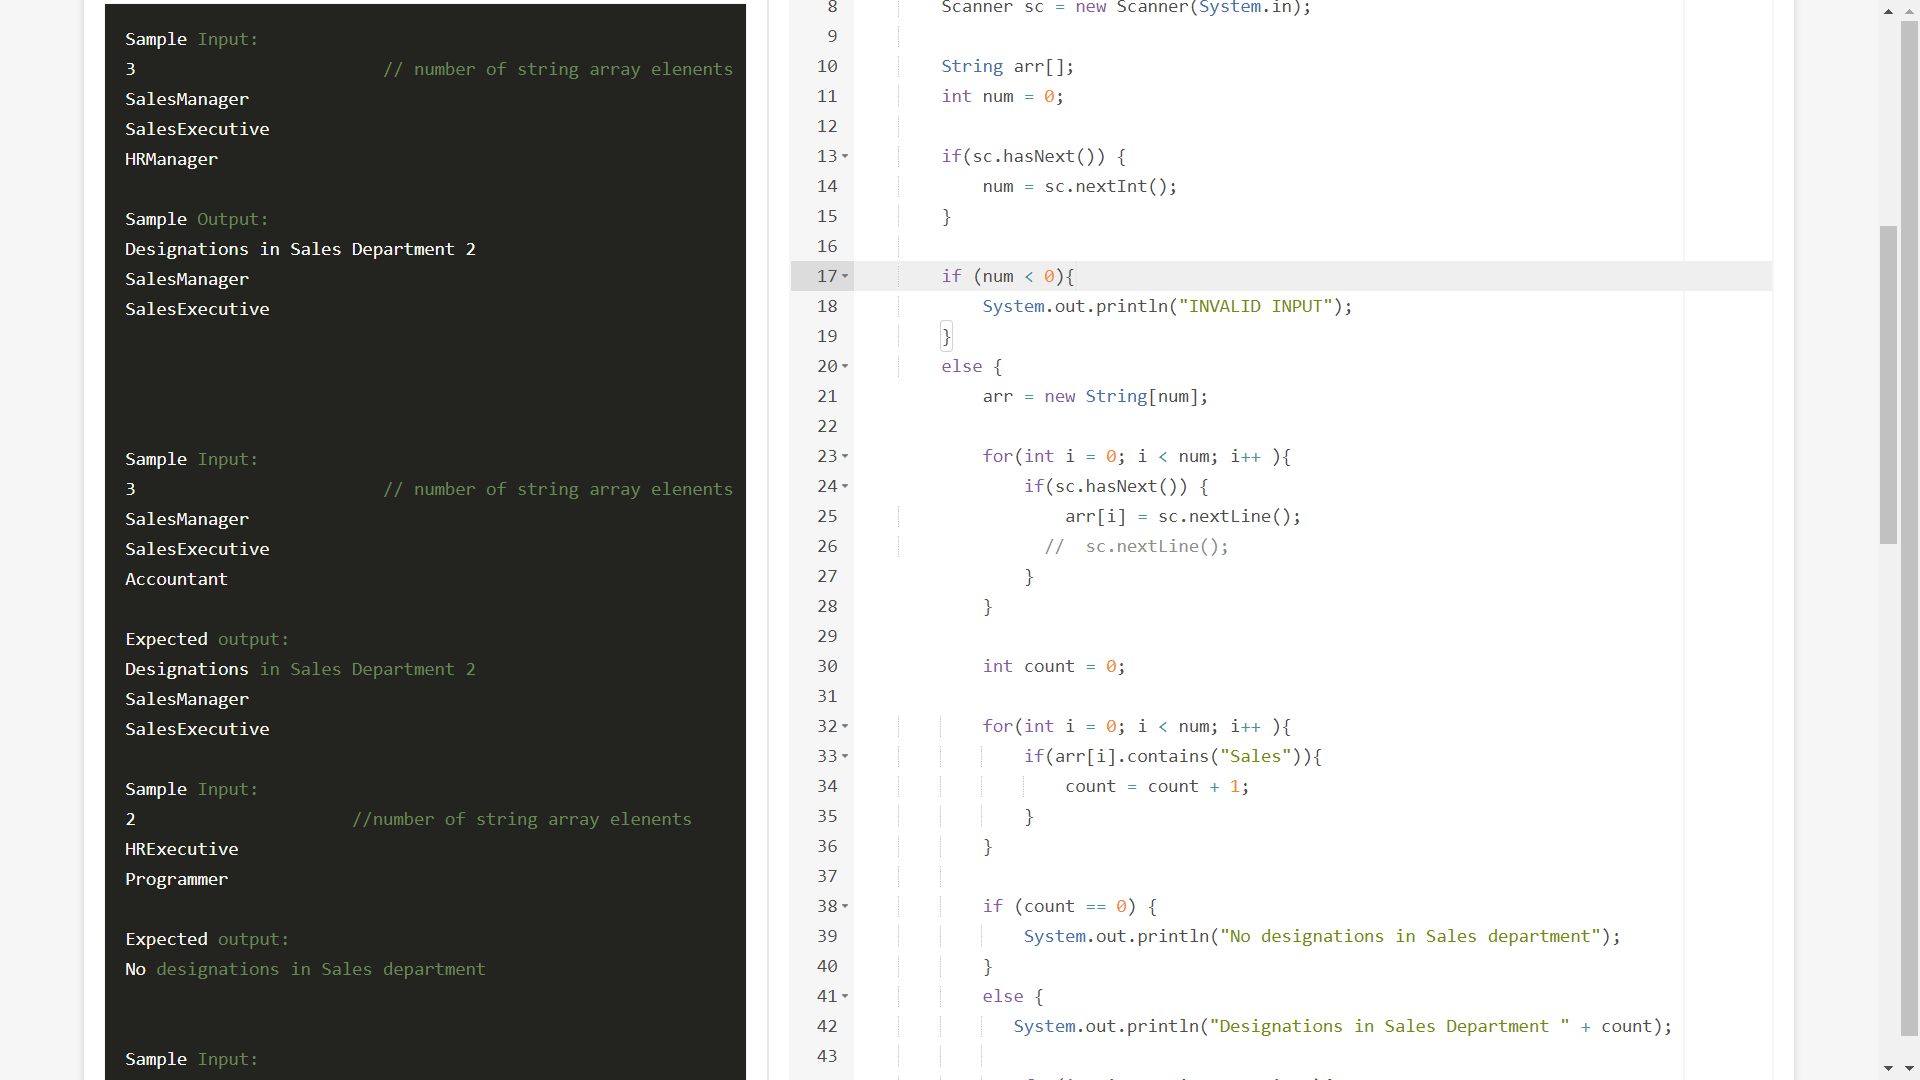 Sample Input:
3 // number of string array elenents
SalesManager
SalesExecutive
HRManager
Sample Output:
Designations in Sales Department 2
SalesManager
SalesExecutive
Sample Input:
3 // number of string array elenents
SalesManager
SalesExecutive
Accountant
Expected output:
Designations in Sales Department 2
SalesManager
SalesExecutive
Sample Input:
2 //number of string array elenents
HRExecutive
Programmer
Expected output:
No designations in Sales department
Sample Input:
8 Scanner sc = new Scanner(System.in);
9
10 String arr[];
11 int num = 0;
12
13 if(sc.hasNext()) {
14 num = sc.nextInt();
15 }
16
17 if (num < 0){
18 System.out.println("INVALID INPUT");
19 }
20 else {
21 arr = new String[num];
22
23 for(int i = 0; i < num; i++ ){
24 if(sc.hasNext()) {
25 arr[i] = sc.nextLine();
26 // sc.nextLine();
27 }
28 }
29
30 int count = 0;
31
32 for(int i = 0; i < num; i++ ){
33 if(arr[i].contains("Sales")){
34 count = count + 1;
35 }
36 }
37
38 if (count == 0) {
39 System.out.println("No designations in Sales department");
40 }
41 else {
42 System.out.println("Designations in Sales Department " + count);
43